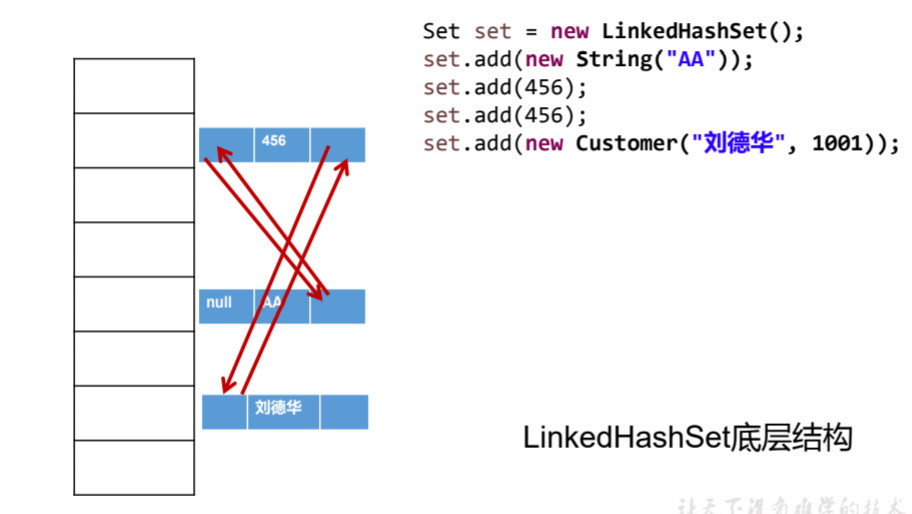 Set set = new LinkedHashSet();
set.add(new String("AA"));
set.add(456);
set.add(456);
set.add(new Customer("刘德华", 1001));
456
null AA
刘德华
LinkedHashSet底层结构
让天下没有难学的技术